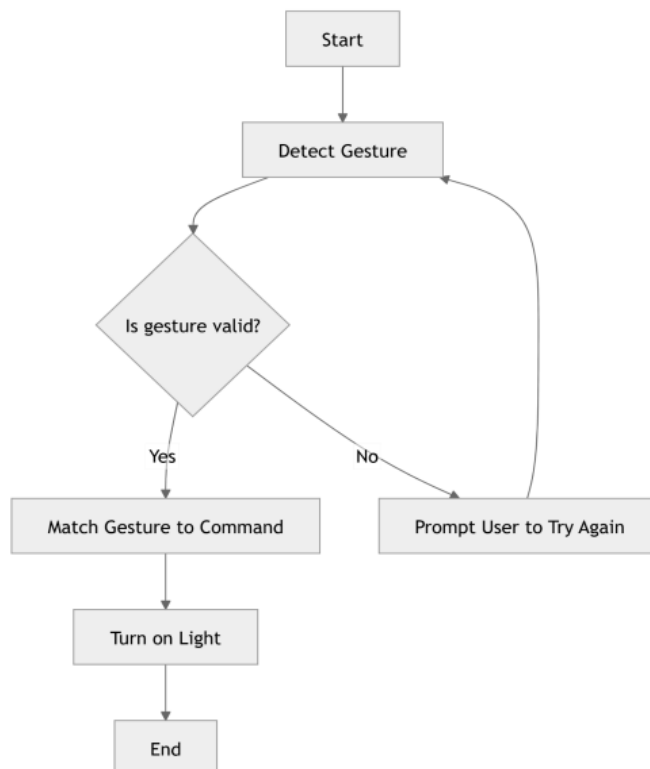 Start
Detect Gesture
Is gesture valid?
Yes
No
Match Gesture to Command
Prompt User to Try Again
Turn on Light
End